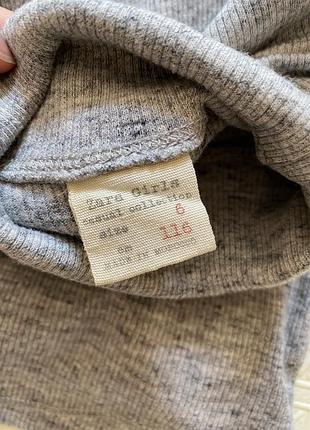 Zara Girls
casual collection
size 6
cm 116
MADE IN MOROCCO